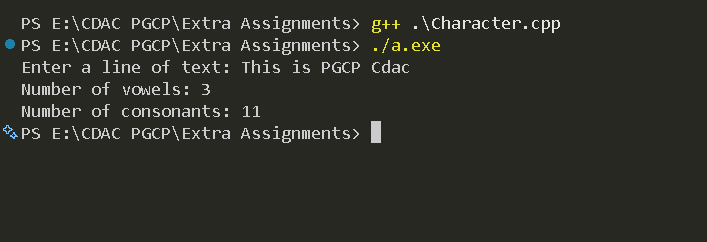 PS E:\CDAC PGCP\Extra Assignments> g++ .\Character.cpp
PS E:\CDAC PGCP\Extra Assignments> ./a.exe
Enter a line of text: This is PGCP Cdac
Number of vowels: 3
Number of consonants: 11
PS E:\CDAC PGCP\Extra Assignments>